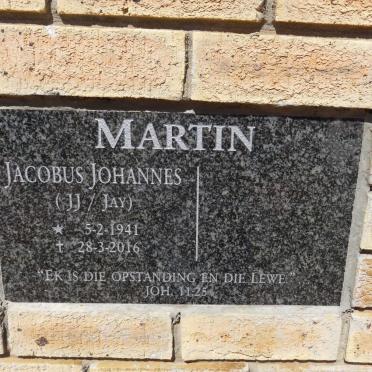 MARTIN
JACOBUS JOHANNES
(JJ / JAY)
★ 5-2-1941
✝ 28-3-2016
"EK IS DIE OPSTANDING EN DIE LEWE"
JOH. 11:25